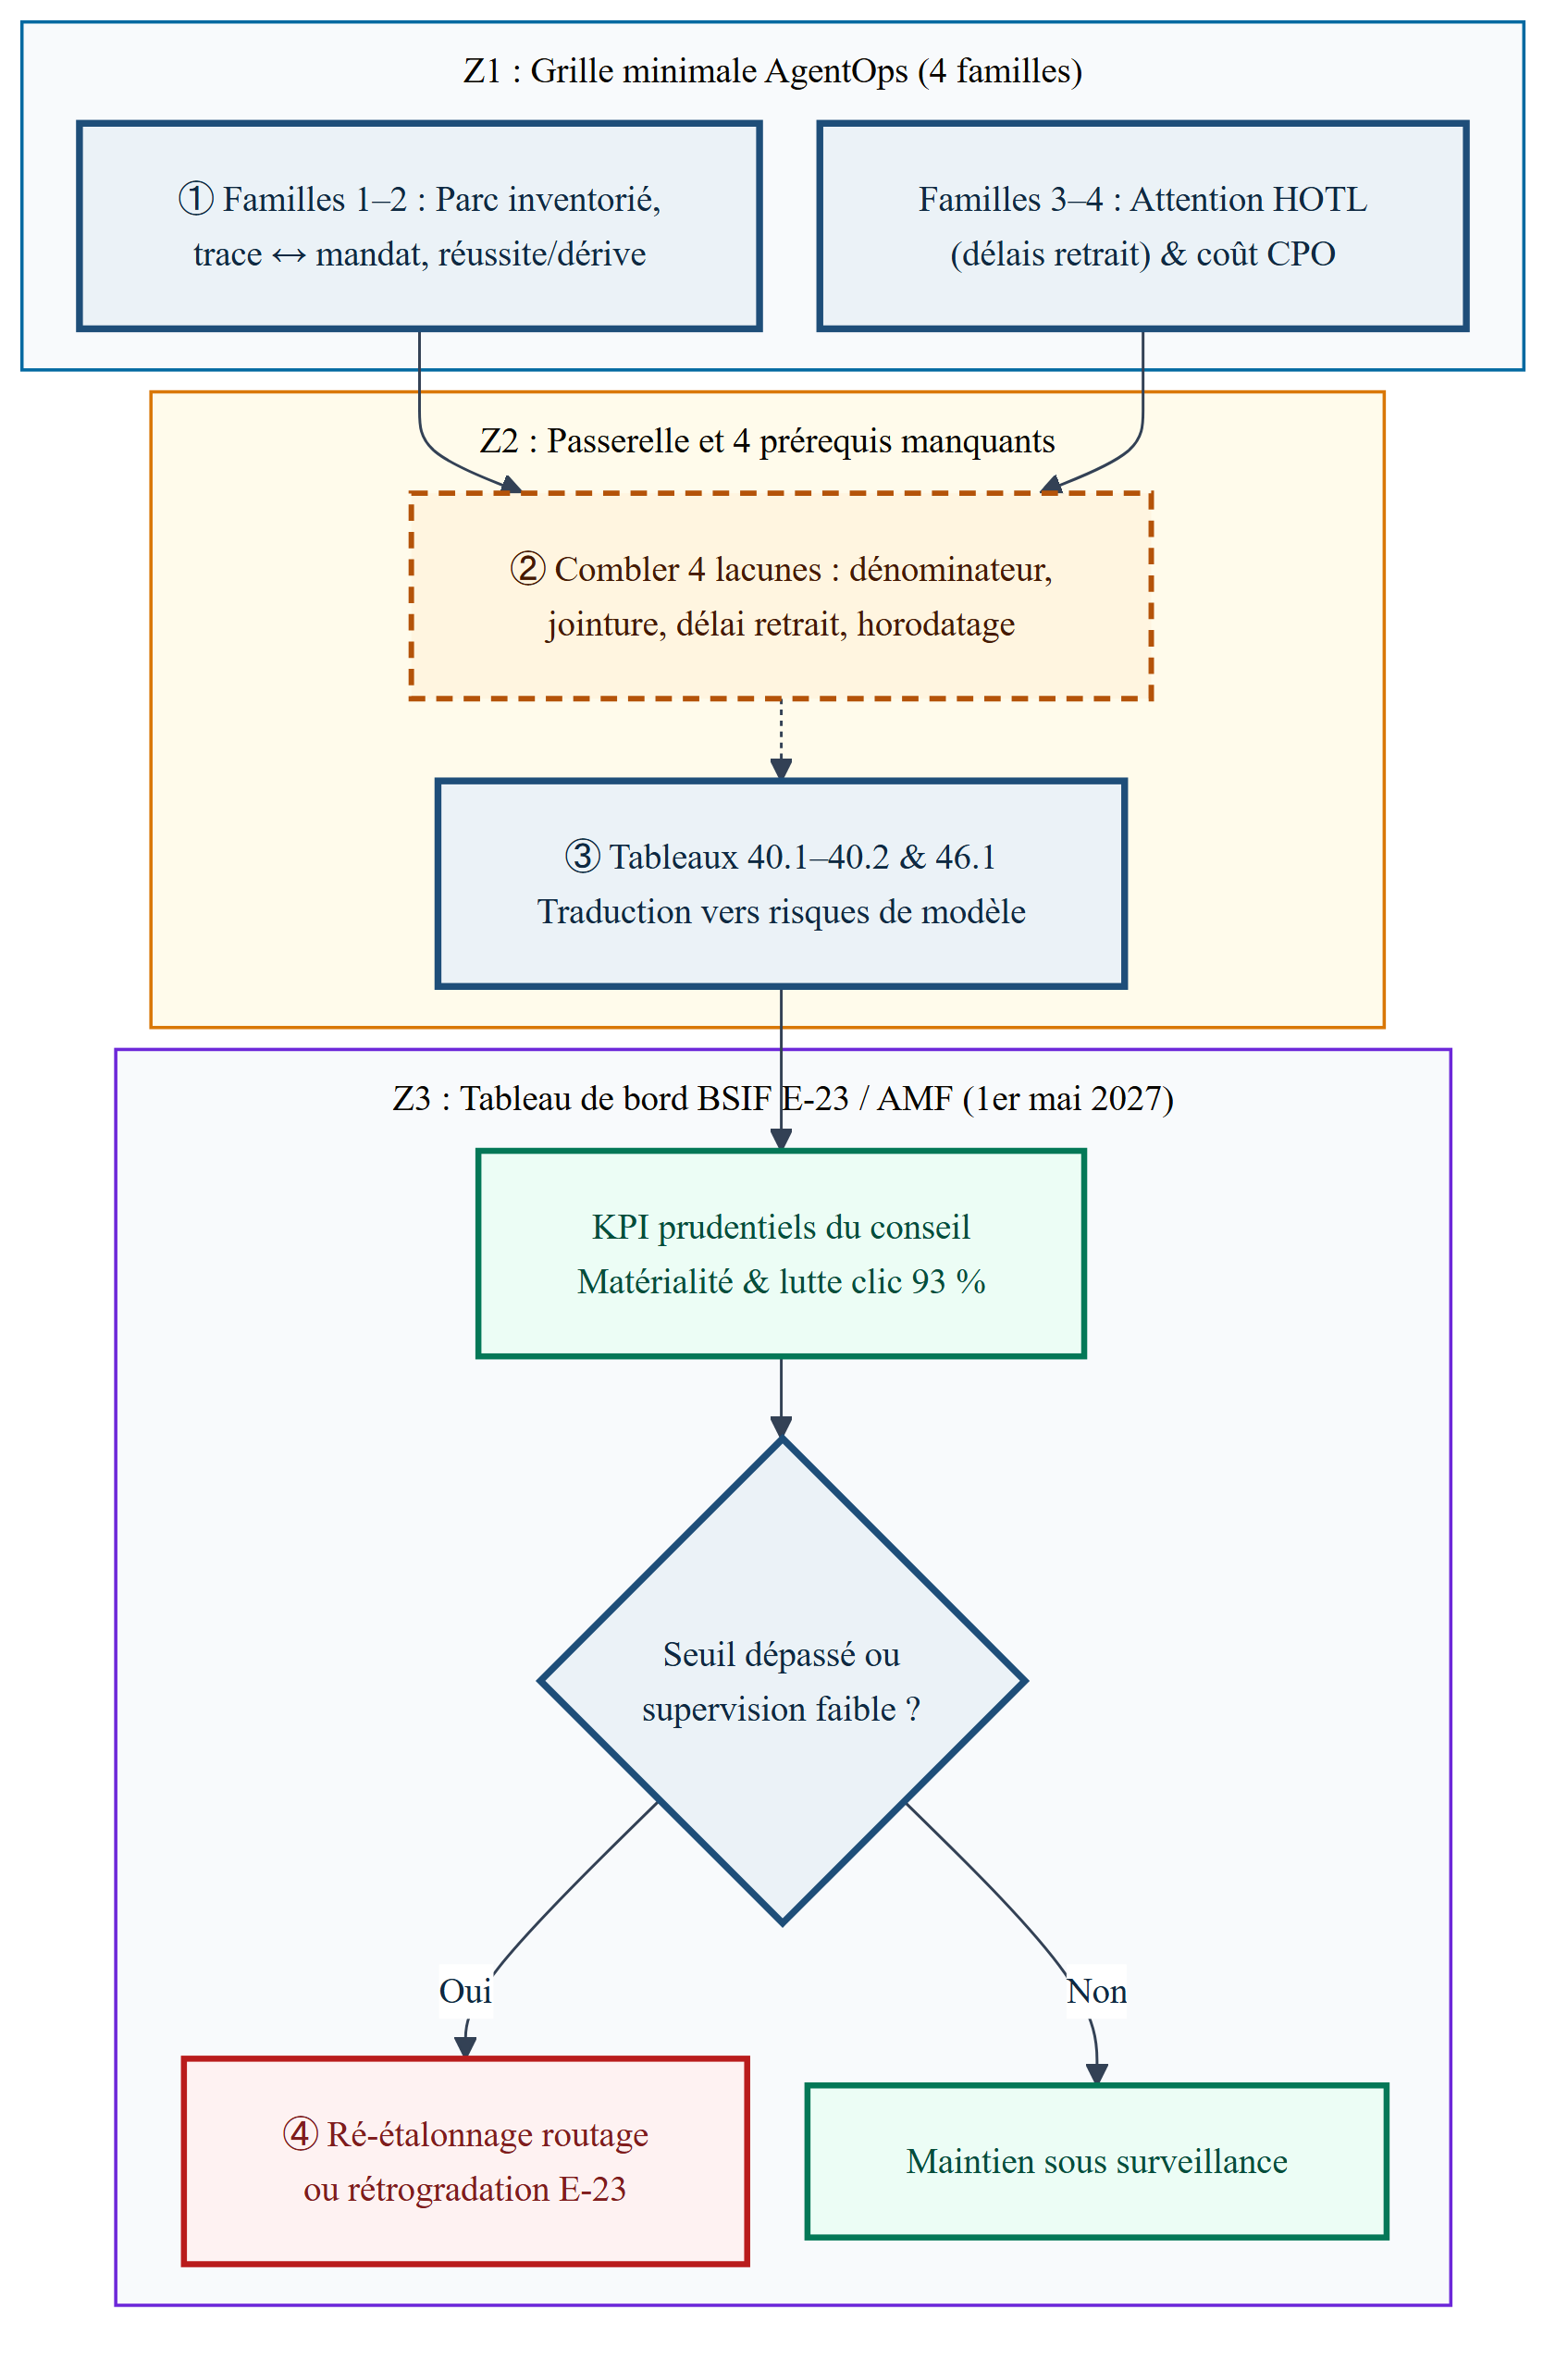 Z1 : Grille minimale AgentOps (4 familles)
① Familles 1–2 : Parc inventorié,
trace ↔ mandat, réussite/dérive
Familles 3–4 : Attention HOTL
(délais retrait) & coût CPO
Z2 : Passerelle et 4 prérequis manquants
② Combler 4 lacunes : dénominateur,
jointure, délai retrait, horodatage
③ Tableaux 40.1–40.2 & 46.1
Traduction vers risques de modèle
Z3 : Tableau de bord BSIF E-23 / AMF (1er mai 2027)
KPI prudentiels du conseil
Matérialité & lutte clic 93 %
Seuil dépassé ou
supervision faible ?
Oui
Non
④ Ré-étalonnage routage
ou rétrogradation E-23
Maintien sous surveillance